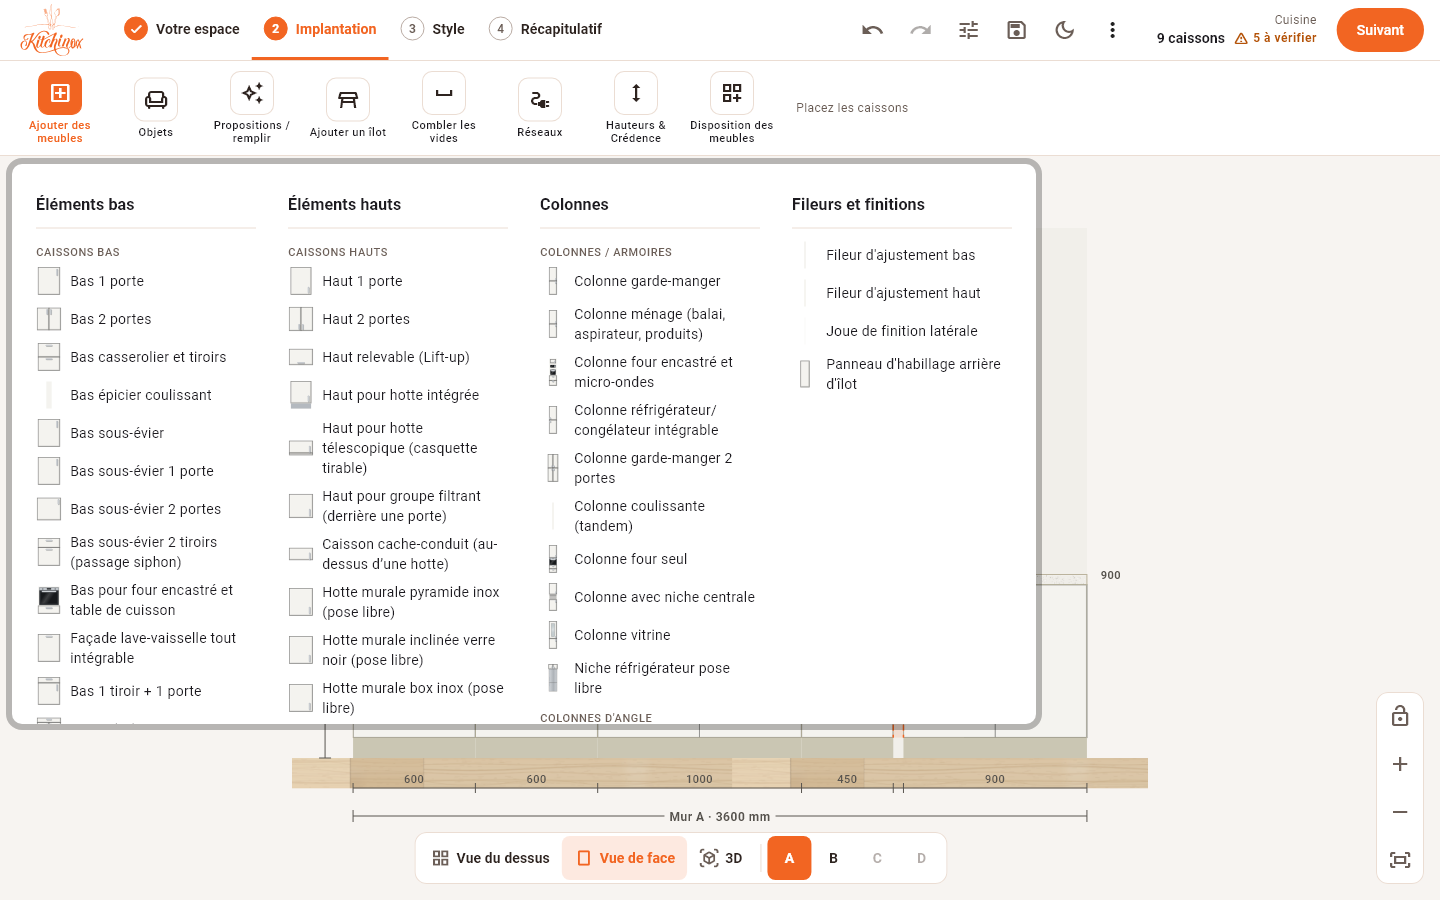 Kitchinox
Votre espace
2 Implantation
3 Style
4 Récapitulatif
Cuisine
9 caissons
5 à vérifier
Suivant
Ajouter des
meubles
Objets
Propositions /
remplir
Ajouter un îlot
Combler les
vides
Réseaux
Hauteurs &
Crédence
Disposition des
meubles
Placez les caissons
Éléments bas
CAISSONS BAS
Bas 1 porte
Bas 2 portes
Bas casserolier et tiroirs
Bas épicier coulissant
Bas sous-évier
Bas sous-évier 1 porte
Bas sous-évier 2 portes
Bas sous-évier 2 tiroirs
(passage siphon)
Bas pour four encastré et
table de cuisson
Façade lave-vaisselle tout
intégrable
Bas 1 tiroir + 1 porte
Éléments hauts
CAISSONS HAUTS
Haut 1 porte
Haut 2 portes
Haut relevable (Lift-up)
Haut pour hotte intégrée
Haut pour hotte
télescopique (casquette
tirable)
Haut pour groupe filtrant
(derrière une porte)
Caisson cache-conduit (au-
dessus d'une hotte)
Hotte murale pyramide inox
(pose libre)
Hotte murale inclinée verre
noir (pose libre)
Hotte murale box inox (pose
libre)
Colonnes
COLONNES / ARMOIRES
Colonne garde-manger
Colonne ménage (balai,
aspirateur, produits)
Colonne four encastré et
micro-ondes
Colonne réfrigérateur/
congélateur intégrable
Colonne garde-manger 2
portes
Colonne coulissante
(tandem)
Colonne four seul
Colonne avec niche centrale
Colonne vitrine
Niche réfrigérateur pose
libre
COLONNES D'ANGLE
Fileurs et finitions
Fileur d'ajustement bas
Fileur d'ajustement haut
Joue de finition latérale
Panneau d'habillage arrière
d'îlot
900
600 600 1000 450 900
Mur A · 3600 mm
Vue du dessus
Vue de face
3D
A B C D